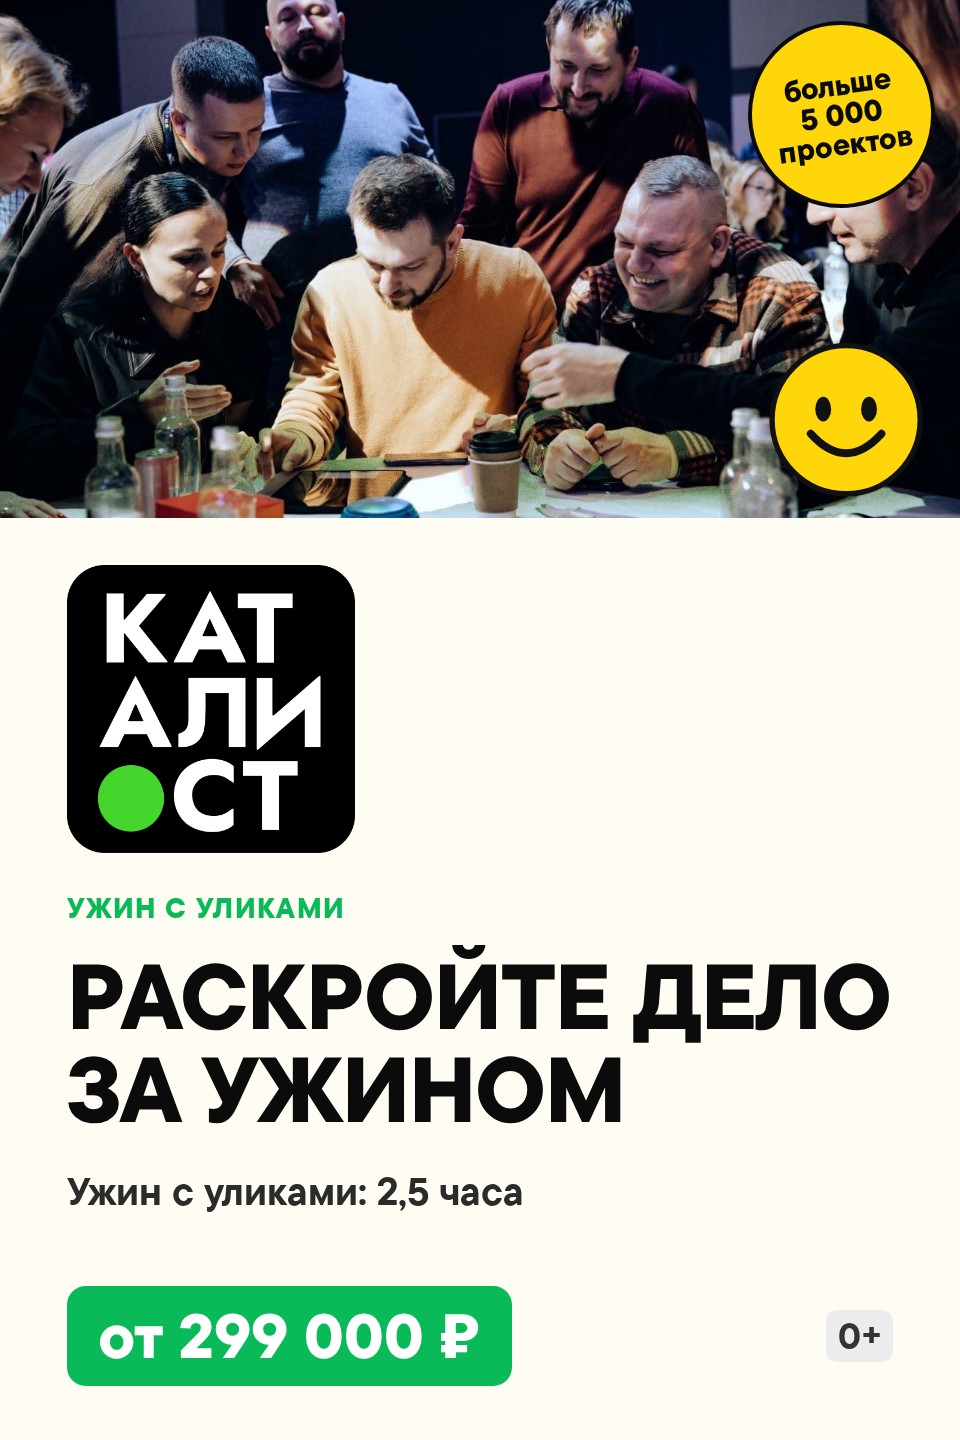 больше
5 000
проектов
КАТ
АЛИ
СТ
УЖИН С УЛИКАМИ
РАСКРОЙТЕ ДЕЛО
ЗА УЖИНОМ
Ужин с уликами: 2,5 часа
от 299 000 ₽
0+